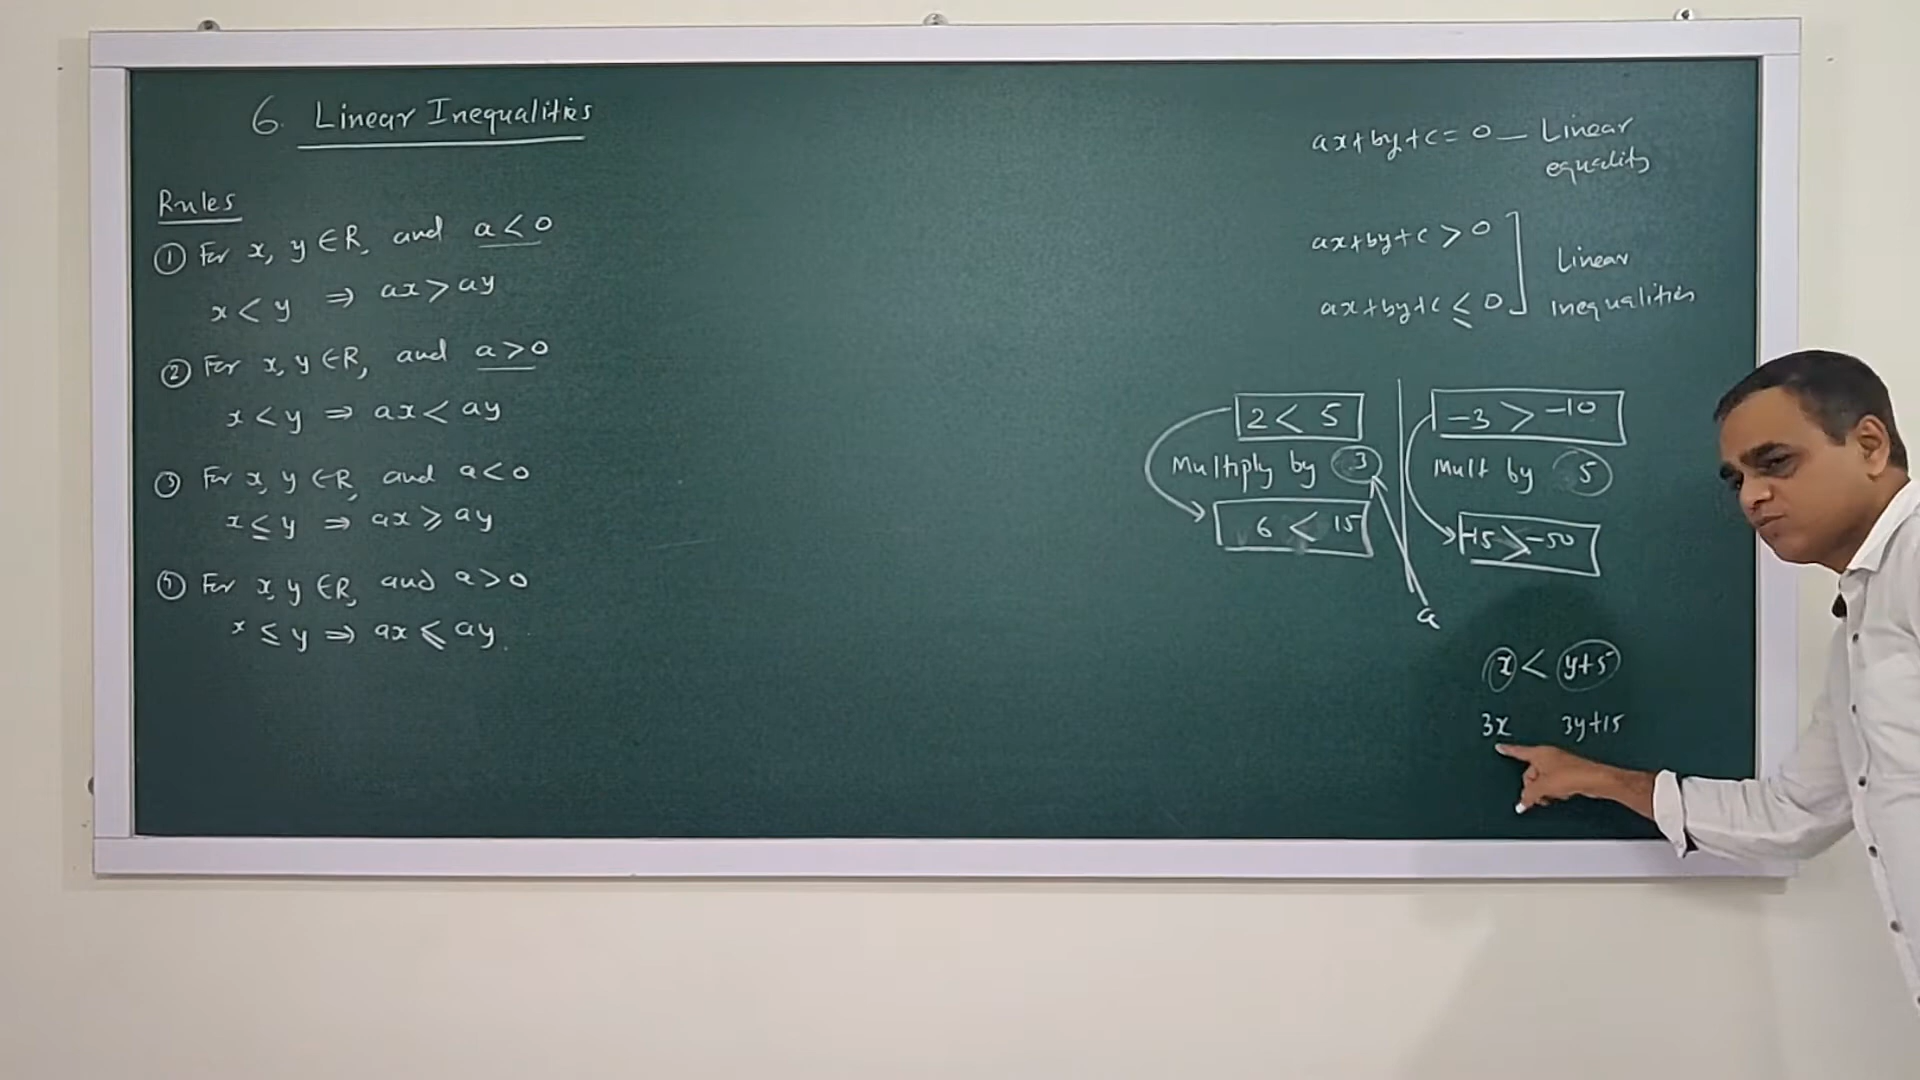 6. Linear Inequalities
Rules
① For x, y ∈ R, and a < 0
x < y ⇒ ax > ay
② For x, y ∈ R, and a > 0
x < y ⇒ ax < ay
③ For x, y ∈ R, and a < 0
x ≤ y ⇒ ax ≥ ay
④ For x, y ∈ R, and a > 0
x ≤ y ⇒ ax ≤ ay.
ax+by+c = 0 — Linear
equality
ax+by+c > 0
ax+by+c ≤ 0
Linear
inequalities
2 < 5
Multiply by 3
6 < 15
-3 > -10
Mult by 5
-15 > -50
a
x < y+5
3x 3y+15